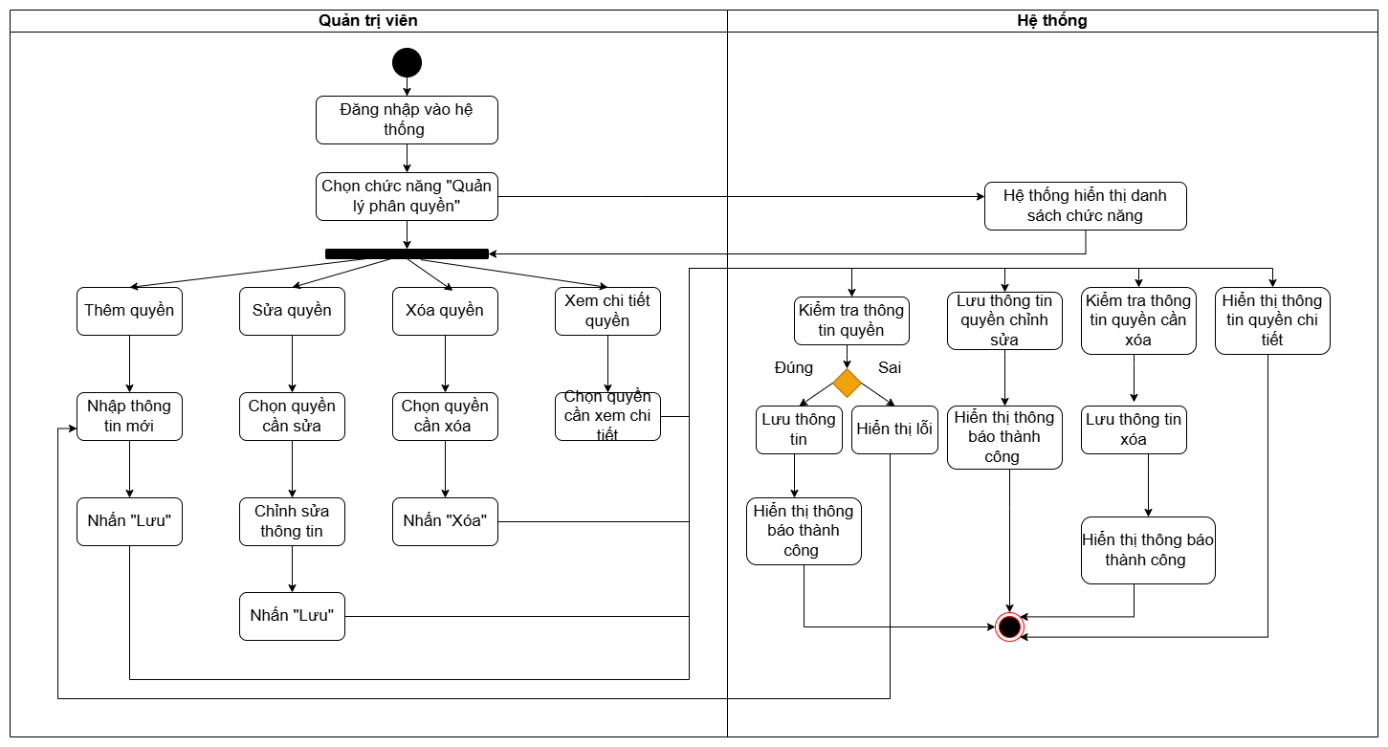 Quản trị viên
Hệ thống
Đăng nhập vào hệ
thống
Chọn chức năng "Quản
lý phân quyền"
Hệ thống hiển thị danh
sách chức năng
Thêm quyền
Sửa quyền
Xóa quyền
Xem chi tiết
quyền
Kiểm tra thông
tin quyền
Lưu thông tin
quyền chỉnh
sửa
Kiểm tra thông
tin quyền cần
xóa
Hiển thị thông
tin quyền chi
tiết
Đúng
Sai
Nhập thông
tin mới
Chọn quyền
cần sửa
Chọn quyền
cần xóa
Chọn quyền
cần xem chi
tiết
Lưu thông
tin
Hiển thị lỗi
Hiển thị thông
báo thành
công
Lưu thông tin
xóa
Nhấn "Lưu"
Chỉnh sửa
thông tin
Nhấn "Xóa"
Hiển thị thông
báo thành
công
Hiển thị thông báo
thành công
Nhấn "Lưu"